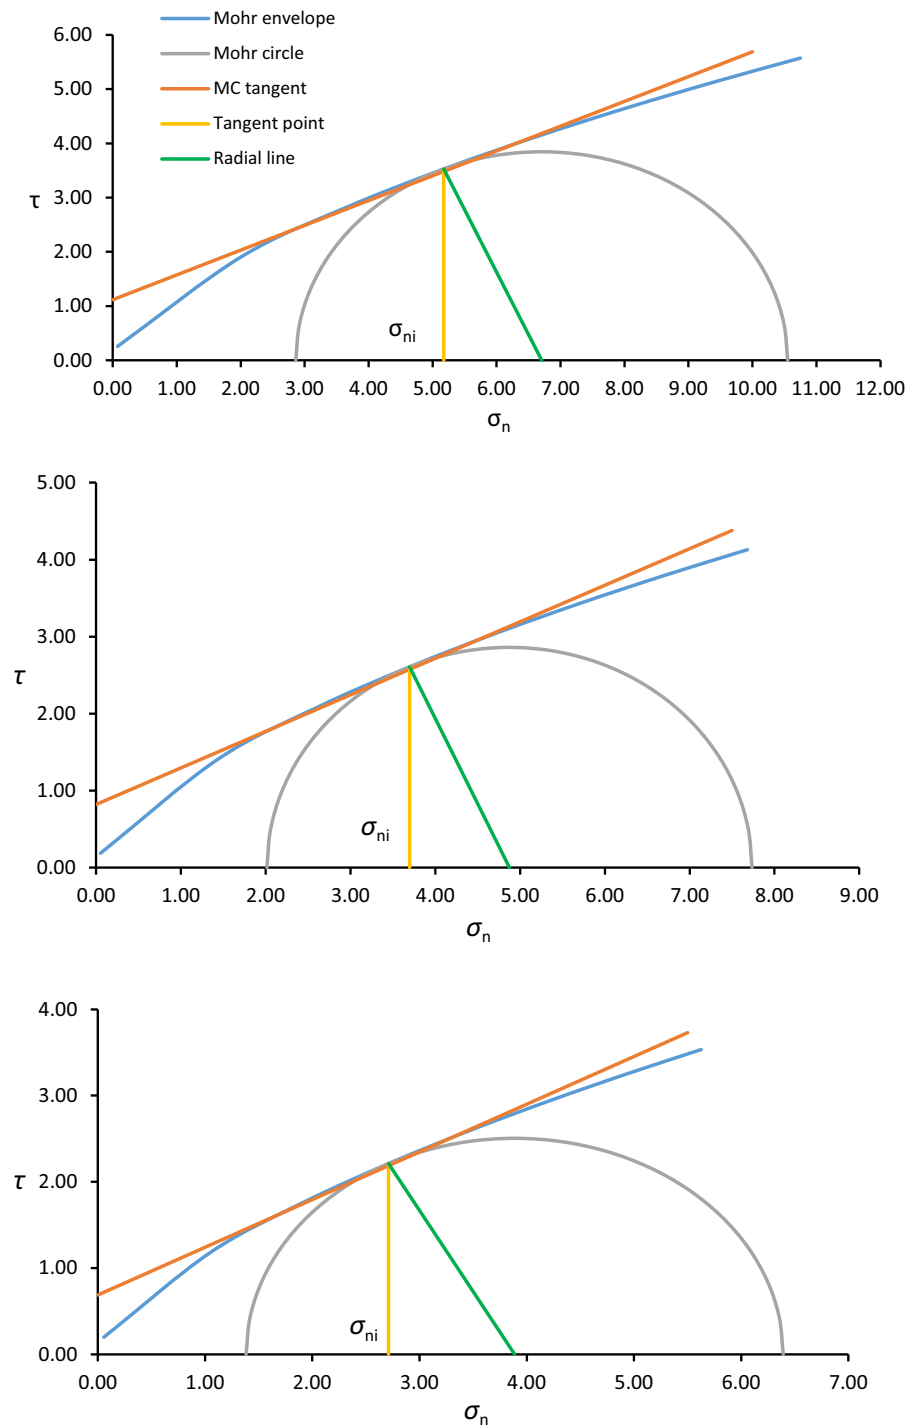 Mohr envelope
Mohr circle
MC tangent
Tangent point
Radial line
6.00
5.00
4.00
3.00
2.00
1.00
0.00
τ
σni
0.00 1.00 2.00 3.00 4.00 5.00 6.00 7.00 8.00 9.00 10.00 11.00 12.00
σn
5.00
4.00
3.00
2.00
1.00
0.00
τ
σni
0.00 1.00 2.00 3.00 4.00 5.00 6.00 7.00 8.00 9.00
σn
4.00
3.00
2.00
1.00
0.00
τ
σni
0.00 1.00 2.00 3.00 4.00 5.00 6.00 7.00
σn